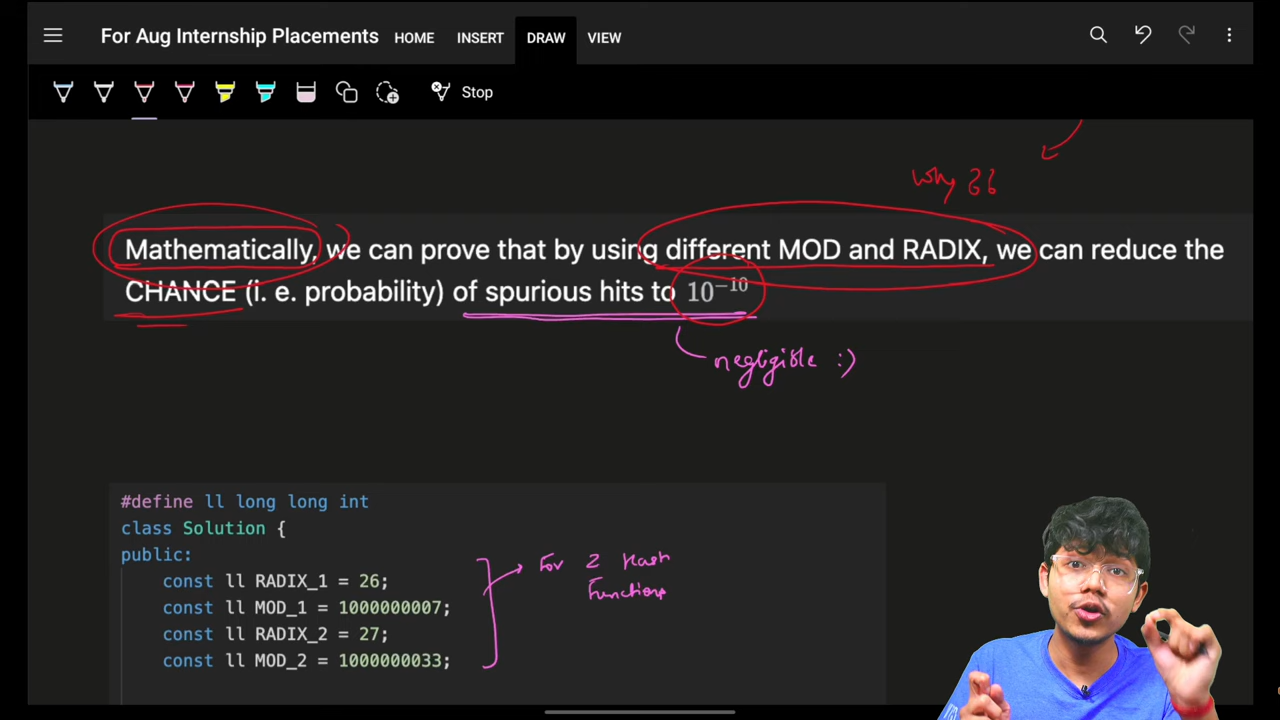 For Aug Internship Placements HOME INSERT DRAW VIEW
Stop
why ??
Mathematically, we can prove that by using different MOD and RADIX, we can reduce the
CHANCE (i. e. probability) of spurious hits to 10⁻¹⁰
negligible :)
#define ll long long int
class Solution {
public:
const ll RADIX_1 = 26;
const ll MOD_1 = 1000000007;
const ll RADIX_2 = 27;
const ll MOD_2 = 1000000033;
For 2 Hash
Functions